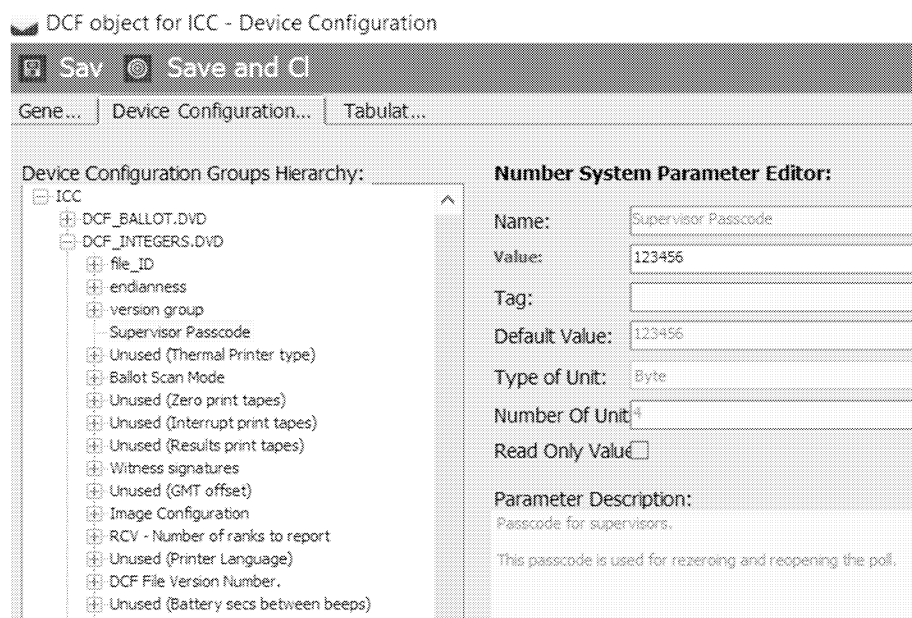 DCF object for ICC - Device Configuration
Sav Save and Cl
Gene... Device Configuration... Tabulat...
Device Configuration Groups Hierarchy:
ICC
DCF_BALLOT.DVD
DCF_INTEGERS.DVD
file_ID
endianness
version group
Supervisor Passcode
Unused (Thermal Printer type)
Ballot Scan Mode
Unused (Zero print tapes)
Unused (Interrupt print tapes)
Unused (Results print tapes)
Witness signatures
Unused (GMT offset)
Image Configuration
RCV - Number of ranks to report
Unused (Printer Language)
DCF File Version Number.
Unused (Battery secs between beeps)
Number System Parameter Editor:
Name: Supervisor Passcode
Value: 123456
Tag:
Default Value: 123456
Type of Unit: Byte
Number Of Unit 4
Read Only Value
Parameter Description:
Passcode for supervisors.
This passcode is used for rezeroing and reopening the poll.